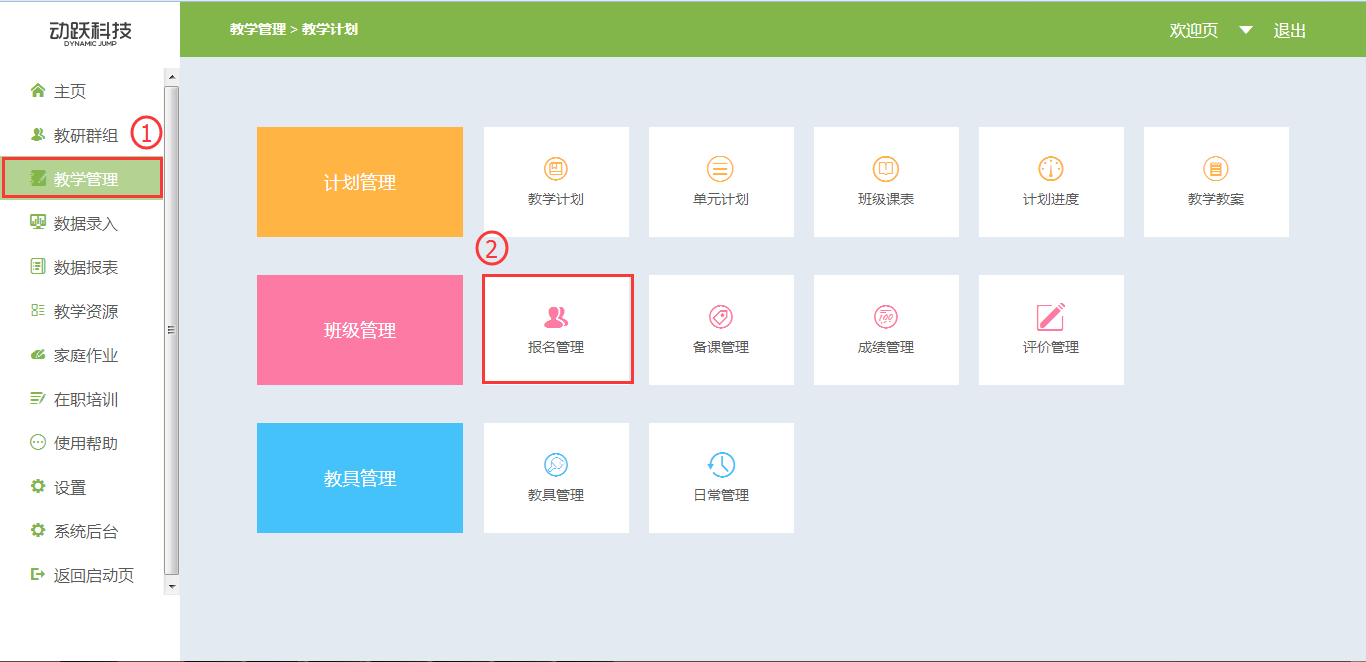 动跃科技
DYNAMIC JUMP
教学管理 > 教学计划
欢迎页
退出
主页
教研群组
①
教学管理
数据录入
数据报表
教学资源
家庭作业
在职培训
使用帮助
设置
系统后台
返回启动页
计划管理
教学计划
单元计划
班级课表
计划进度
教学教案
②
班级管理
报名管理
备课管理
100
成绩管理
评价管理
教具管理
教具管理
日常管理